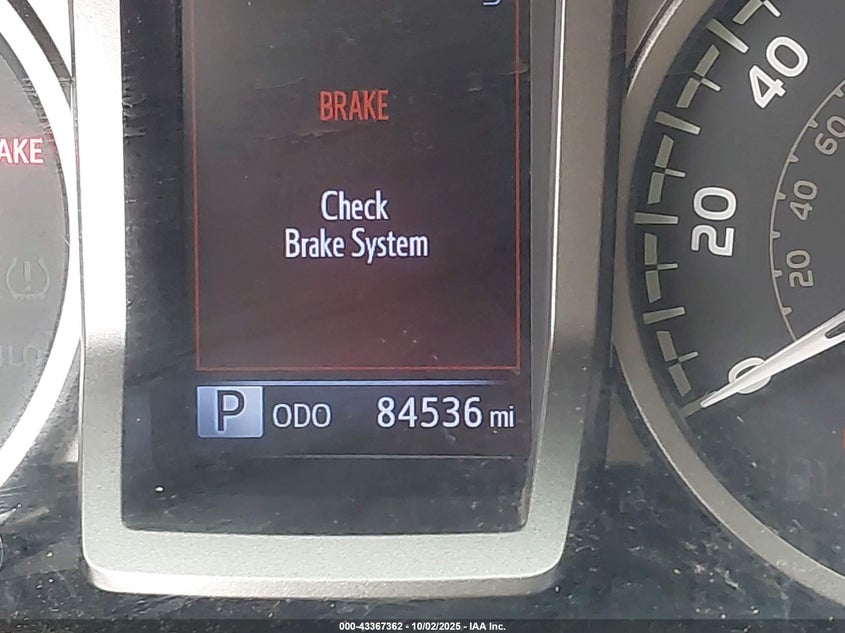 BRAKE
AKE
Check
Brake System
P ODO 84536 mi
40
20
0
60
40
20
000-43367362 - 10/02/2025 - IAA Inc.